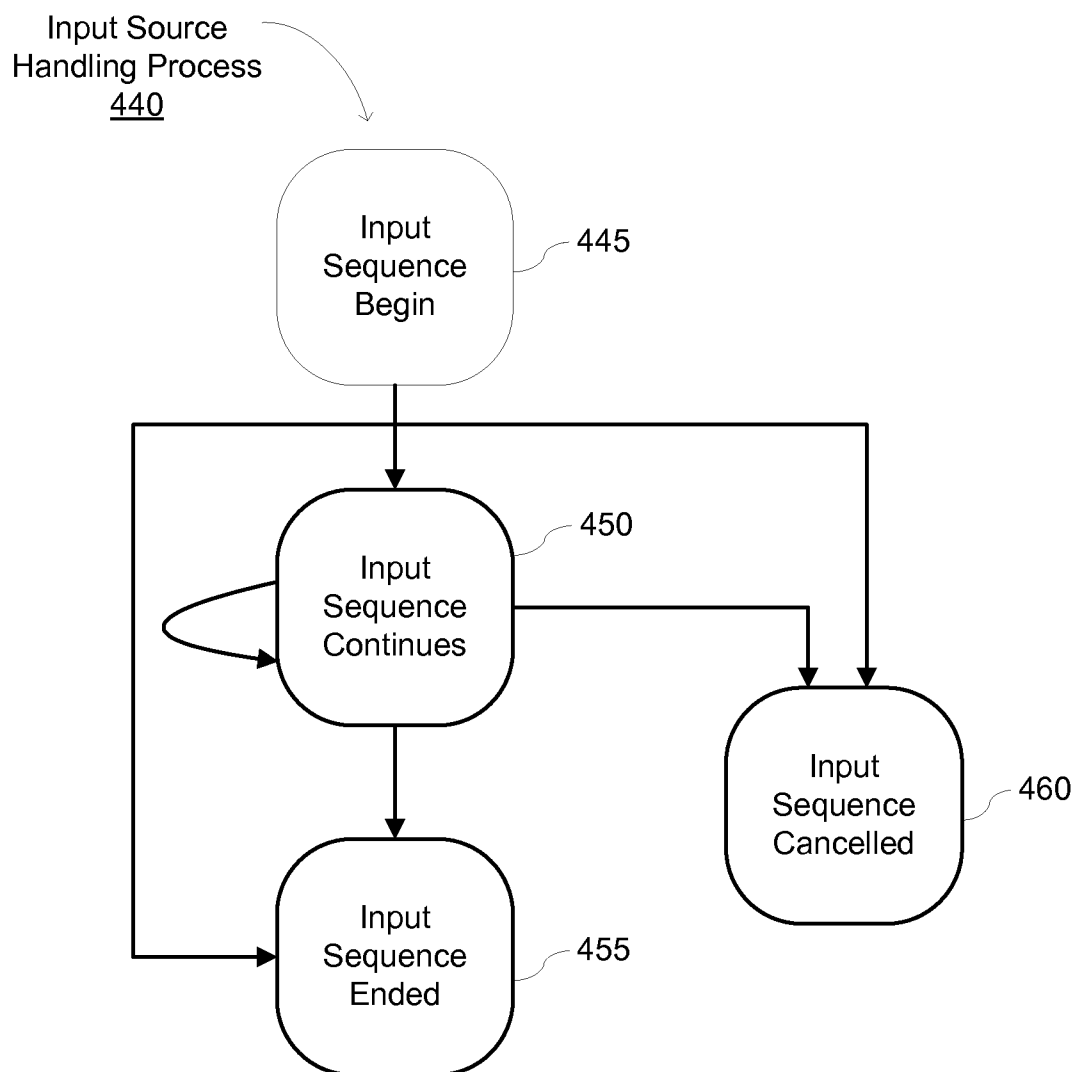 Input Source
Handling Process
440
Input
Sequence
Begin
445
Input
Sequence
Continues
450
Input
Sequence
Cancelled
460
Input
Sequence
Ended
455